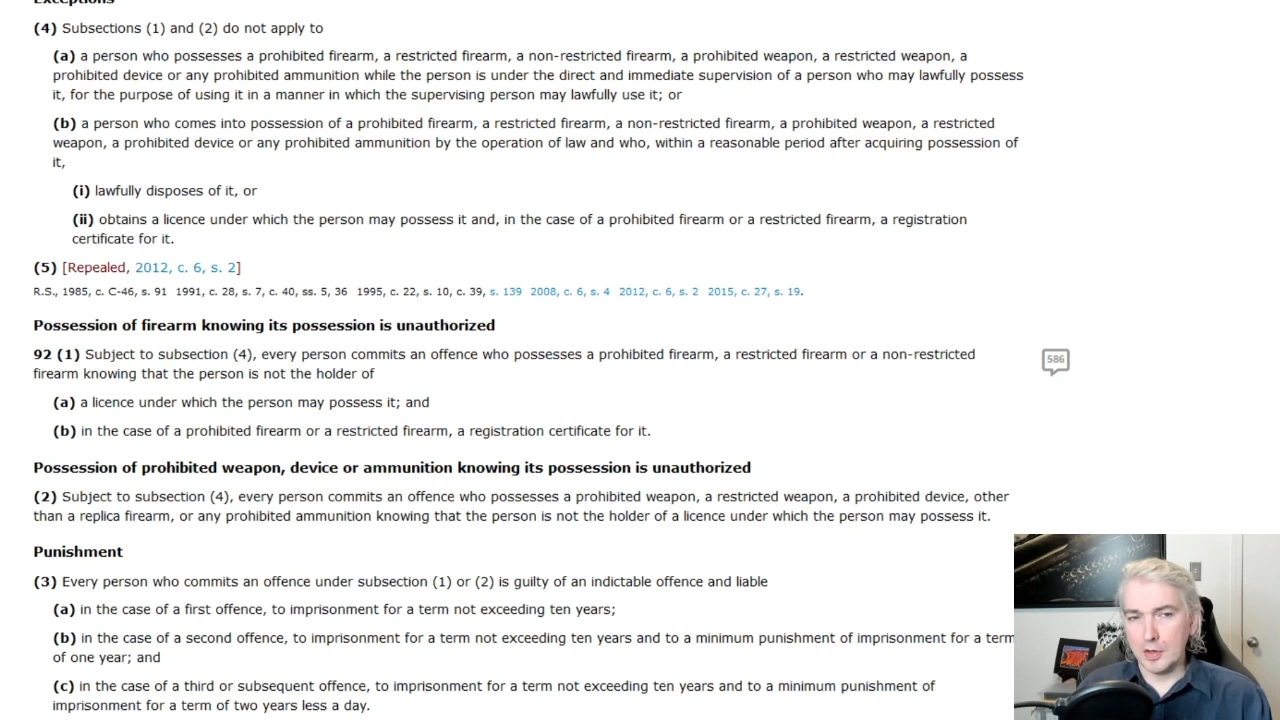 Exceptions
(4) Subsections (1) and (2) do not apply to
(a) a person who possesses a prohibited firearm, a restricted firearm, a non-restricted firearm, a prohibited weapon, a restricted weapon, a
prohibited device or any prohibited ammunition while the person is under the direct and immediate supervision of a person who may lawfully possess
it, for the purpose of using it in a manner in which the supervising person may lawfully use it; or
(b) a person who comes into possession of a prohibited firearm, a restricted firearm, a non-restricted firearm, a prohibited weapon, a restricted
weapon, a prohibited device or any prohibited ammunition by the operation of law and who, within a reasonable period after acquiring possession of
it,
(i) lawfully disposes of it, or
(ii) obtains a licence under which the person may possess it and, in the case of a prohibited firearm or a restricted firearm, a registration
certificate for it.
(5) [Repealed, 2012, c. 6, s. 2]
R.S., 1985, c. C-46, s. 91 1991, c. 28, s. 7, c. 40, ss. 5, 36 1995, c. 22, s. 10, c. 39, s. 139 2008, c. 6, s. 4 2012, c. 6, s. 2 2015, c. 27, s. 19.
Possession of firearm knowing its possession is unauthorized
92 (1) Subject to subsection (4), every person commits an offence who possesses a prohibited firearm, a restricted firearm or a non-restricted
firearm knowing that the person is not the holder of
586
(a) a licence under which the person may possess it; and
(b) in the case of a prohibited firearm or a restricted firearm, a registration certificate for it.
Possession of prohibited weapon, device or ammunition knowing its possession is unauthorized
(2) Subject to subsection (4), every person commits an offence who possesses a prohibited weapon, a restricted weapon, a prohibited device, other
than a replica firearm, or any prohibited ammunition knowing that the person is not the holder of a licence under which the person may possess it.
Punishment
(3) Every person who commits an offence under subsection (1) or (2) is guilty of an indictable offence and liable
(a) in the case of a first offence, to imprisonment for a term not exceeding ten years;
(b) in the case of a second offence, to imprisonment for a term not exceeding ten years and to a minimum punishment of imprisonment for a term
of one year; and
(c) in the case of a third or subsequent offence, to imprisonment for a term not exceeding ten years and to a minimum punishment of
imprisonment for a term of two years less a day.